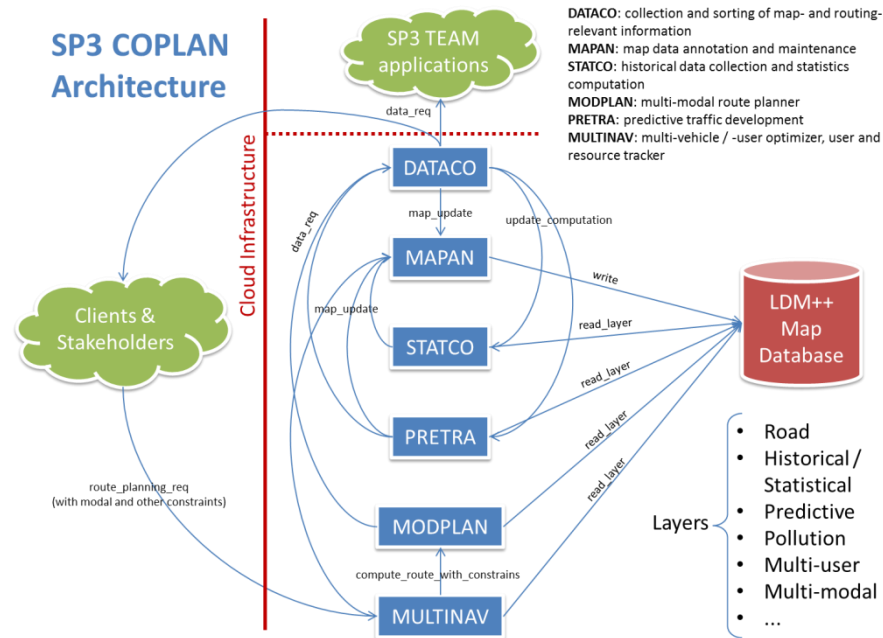 SP3 COPLAN
Architecture
SP3 TEAM
applications
DATACO: collection and sorting of map- and routing-
relevant information
MAPAN: map data annotation and maintenance
STATCO: historical data collection and statistics
computation
MODPLAN: multi-modal route planner
PRETRA: predictive traffic development
MULTINAV: multi-vehicle / -user optimizer, user and
resource tracker
data_req
Cloud Infrastructure
DATACO
data_req
map_update
update_computation
MAPAN
write
map_update
Clients &
Stakeholders
LDM++
Map
Database
STATCO
read_layer
read_layer
PRETRA
read_layer
read_layer
route_planning_req
(with modal and other constraints)
MODPLAN
compute_route_with_constrains
MULTINAV
Layers
• Road
• Historical /
Statistical
• Predictive
• Pollution
• Multi-user
• Multi-modal
• ...